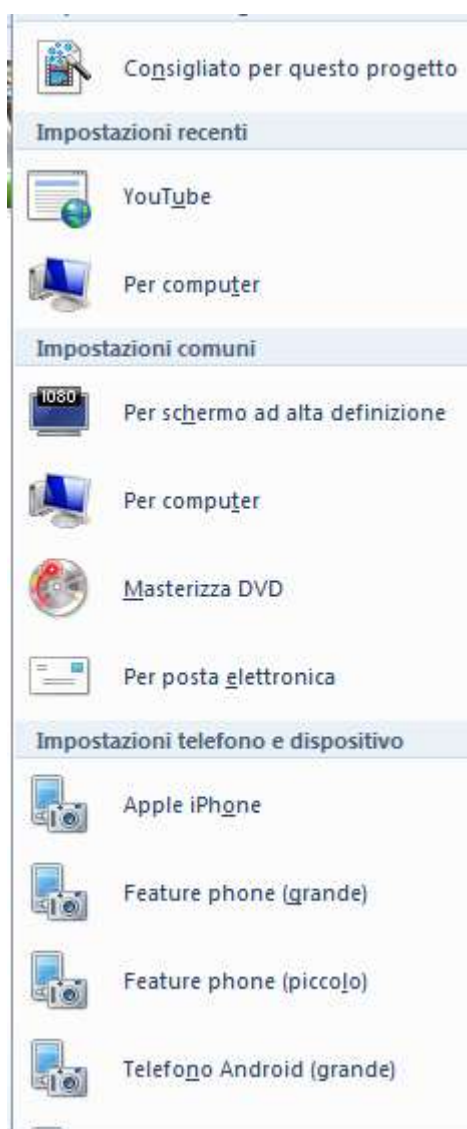 Consigliato per questo progetto
Impostazioni recenti
YouTube
Per computer
Impostazioni comuni
1080
Per schermo ad alta definizione
Per computer
Masterizza DVD
Per posta elettronica
Impostazioni telefono e dispositivo
Apple iPhone
Feature phone (grande)
Feature phone (piccolo)
Telefono Android (grande)